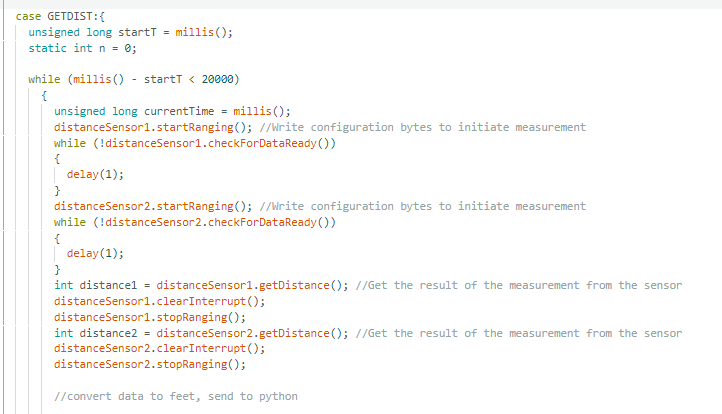 case GETDIST:{
unsigned long startT = millis();
static int n = 0;
while (millis() - startT < 20000)
{
unsigned long currentTime = millis();
distanceSensor1.startRanging(); //Write configuration bytes to initiate measurement
while (!distanceSensor1.checkForDataReady())
{
delay(1);
}
distanceSensor2.startRanging(); //Write configuration bytes to initiate measurement
while (!distanceSensor2.checkForDataReady())
{
delay(1);
}
int distance1 = distanceSensor1.getDistance(); //Get the result of the measurement from the sensor
distanceSensor1.clearInterrupt();
distanceSensor1.stopRanging();
int distance2 = distanceSensor2.getDistance(); //Get the result of the measurement from the sensor
distanceSensor2.clearInterrupt();
distanceSensor2.stopRanging();
//convert data to feet, send to python